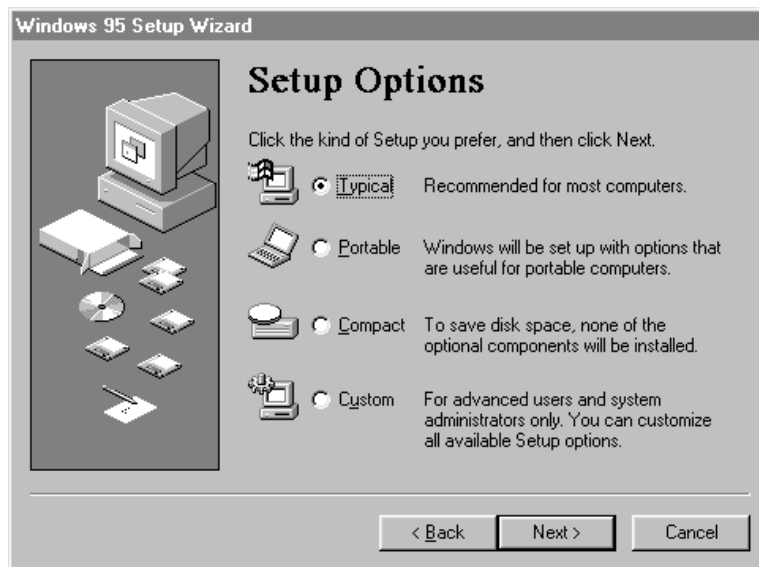 Windows 95 Setup Wizard
Setup Options
Click the kind of Setup you prefer, and then click Next.
Typical Recommended for most computers.
Portable Windows will be set up with options that
are useful for portable computers.
Compact To save disk space, none of the
optional components will be installed.
Custom For advanced users and system
administrators only. You can customize
all available Setup options.
< Back Next > Cancel